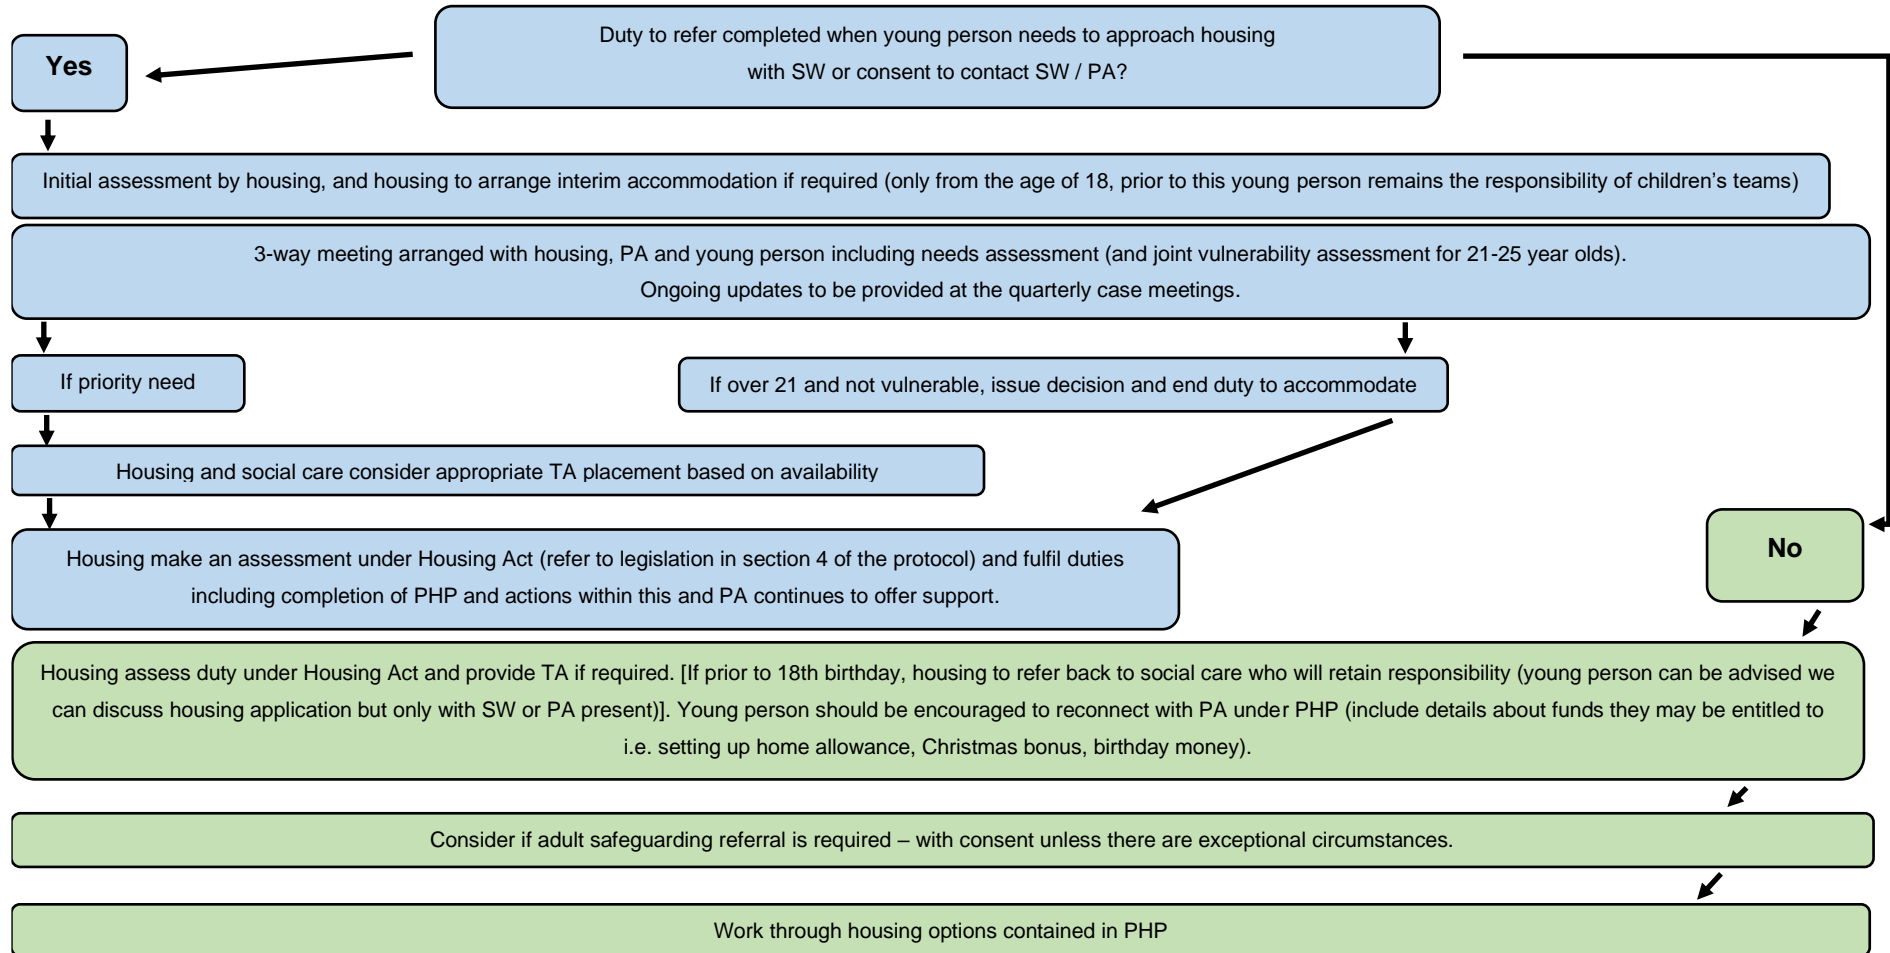 Duty to refer completed when young person needs to approach housing
with SW or consent to contact SW / PA?
Yes
Initial assessment by housing, and housing to arrange interim accommodation if required (only from the age of 18, prior to this young person remains the responsibility of children’s teams)
3-way meeting arranged with housing, PA and young person including needs assessment (and joint vulnerability assessment for 21-25 year olds).
Ongoing updates to be provided at the quarterly case meetings.
If priority need
If over 21 and not vulnerable, issue decision and end duty to accommodate
Housing and social care consider appropriate TA placement based on availability
Housing make an assessment under Housing Act (refer to legislation in section 4 of the protocol) and fulfil duties
including completion of PHP and actions within this and PA continues to offer support.
No
Housing assess duty under Housing Act and provide TA if required. [If prior to 18th birthday, housing to refer back to social care who will retain responsibility (young person can be advised we
can discuss housing application but only with SW or PA present)]. Young person should be encouraged to reconnect with PA under PHP (include details about funds they may be entitled to
i.e. setting up home allowance, Christmas bonus, birthday money).
Consider if adult safeguarding referral is required – with consent unless there are exceptional circumstances.
Work through housing options contained in PHP